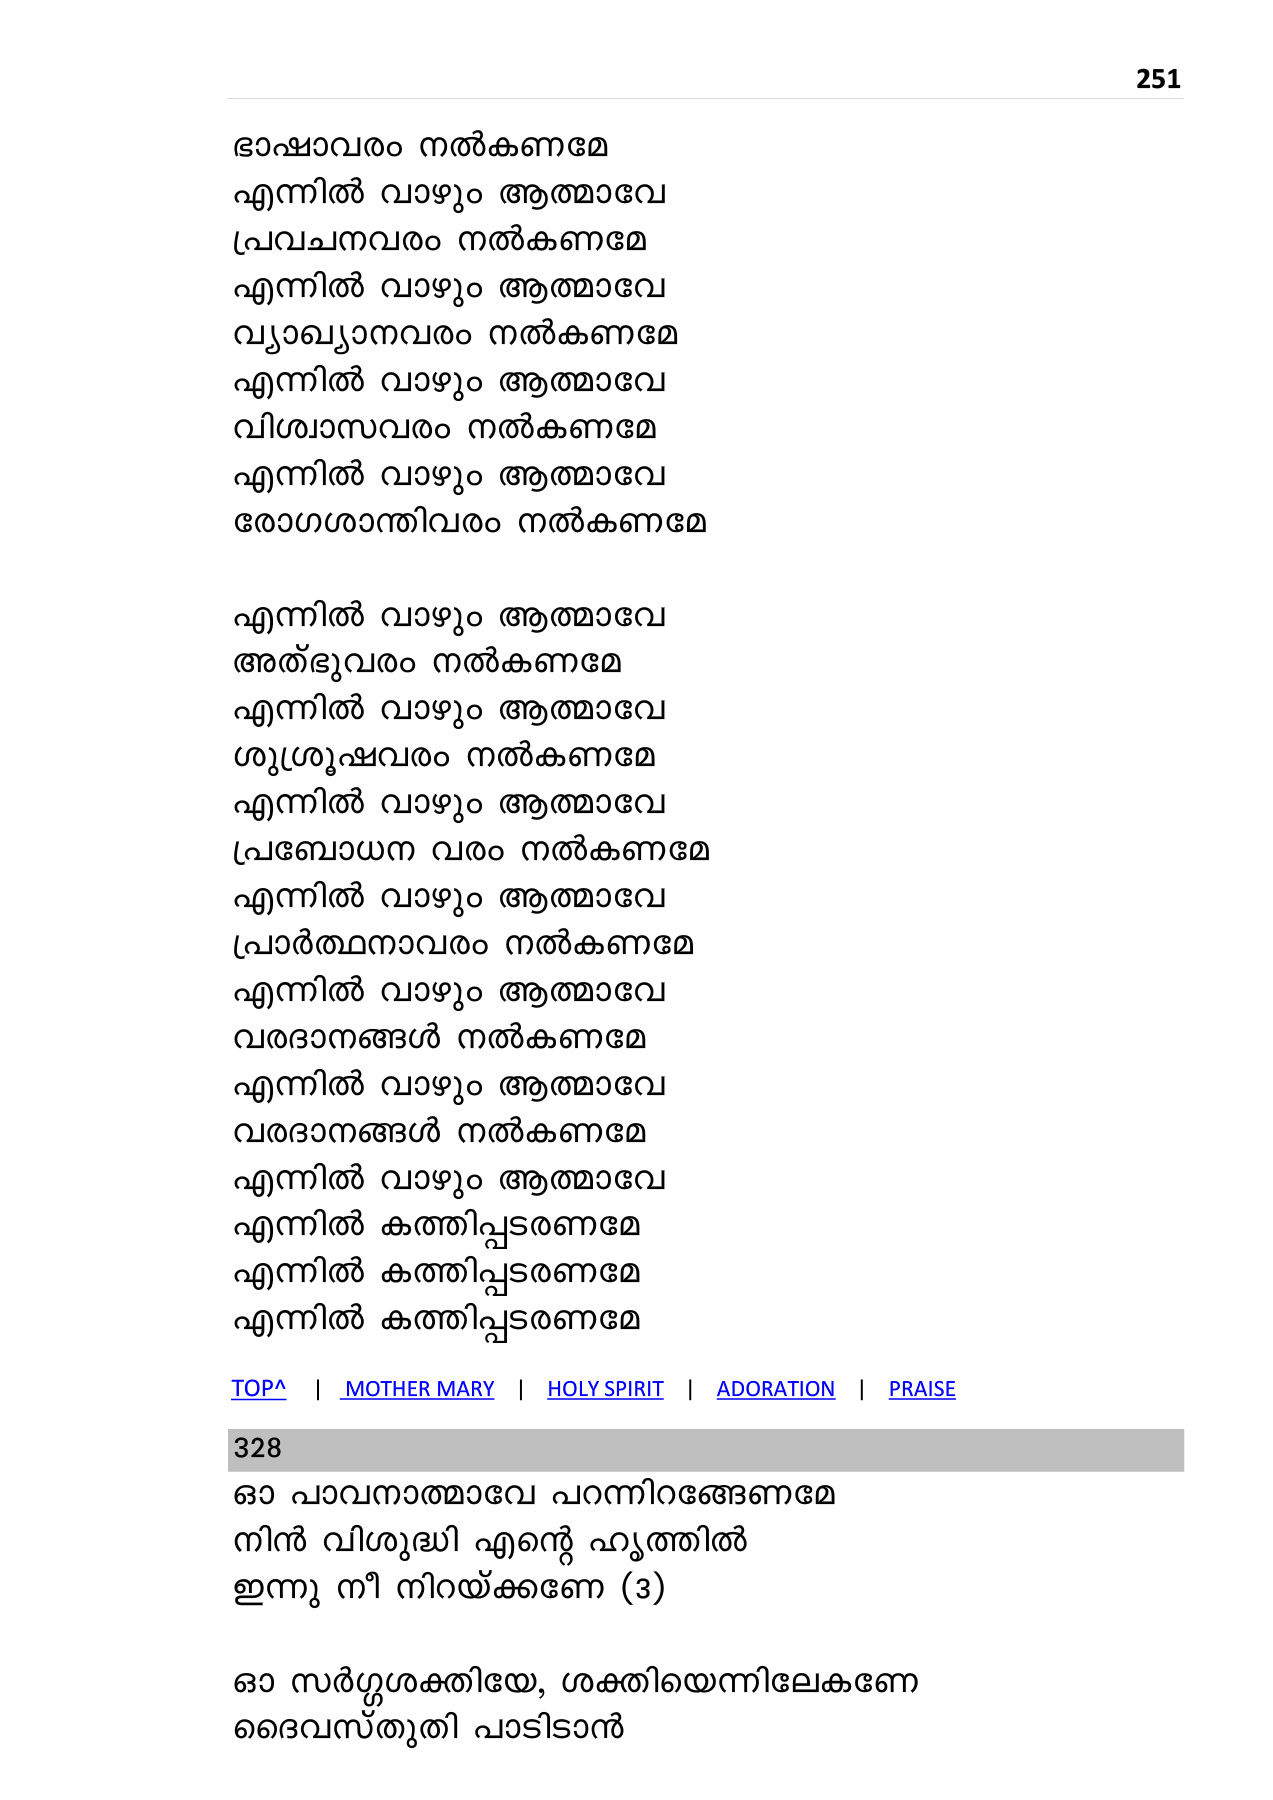 251
ഭാഷാവരം നൽകണമേ
എന്നിൽ വാഴും ആത്മാവേ
പ്രവചനവരം നൽകണമേ
എന്നിൽ വാഴും ആത്മാവേ
വ്യാഖ്യാനവരം നൽകണമേ
എന്നിൽ വാഴും ആത്മാവേ
വിശ്വാസവരം നൽകണമേ
എന്നിൽ വാഴും ആത്മാവേ
രോഗശാന്തിവരം നൽകണമേ
എന്നിൽ വാഴും ആത്മാവേ
അത്ഭുവരം നൽകണമേ
എന്നിൽ വാഴും ആത്മാവേ
ശുശ്രൂഷവരം നൽകണമേ
എന്നിൽ വാഴും ആത്മാവേ
പ്രബോധന വരം നൽകണമേ
എന്നിൽ വാഴും ആത്മാവേ
പ്രാർത്ഥനാവരം നൽകണമേ
എന്നിൽ വാഴും ആത്മാവേ
വരദാനങ്ങൾ നൽകണമേ
എന്നിൽ വാഴും ആത്മാവേ
വരദാനങ്ങൾ നൽകണമേ
എന്നിൽ വാഴും ആത്മാവേ
എന്നിൽ കത്തിപ്പടരണമേ
എന്നിൽ കത്തിപ്പടരണമേ
എന്നിൽ കത്തിപ്പടരണമേ
TOP^ | MOTHER MARY | HOLY SPIRIT | ADORATION | PRAISE
328
ഓ പാവനാത്മാവേ പറന്നിറങ്ങേണമേ
നിൻ വിശുദ്ധി എന്റെ ഹൃത്തിൽ
ഇന്നു നീ നിറയ്ക്കണേ (3)
ഓ സർഗ്ഗശക്തിയേ, ശക്തിയെന്നിലേകണേ
ദൈവസ്തുതി പാടിടാൻ